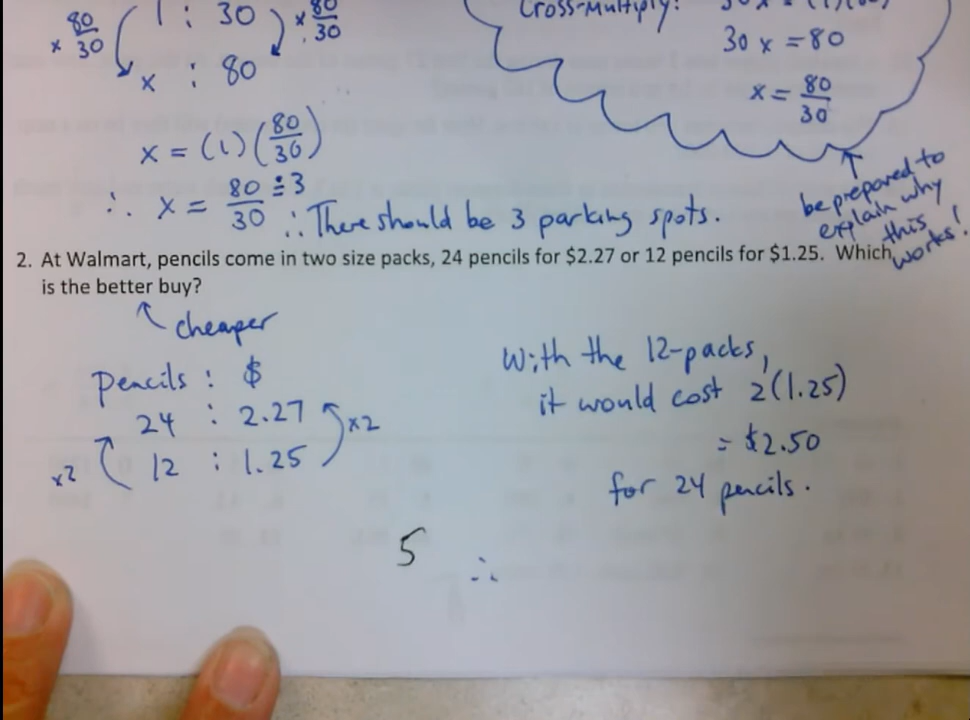 80
× 30
1 : 30
80
× 30
x : 80
x = (1)(80/30)
∴ x = 80/30 ≐ 3
∴ There should be 3 parking spots.
Cross-Multiply:
30 x = 80
x = 80/30
be prepared to
explain why
this
works!
2. At Walmart, pencils come in two size packs, 24 pencils for $2.27 or 12 pencils for $1.25. Which
is the better buy?
cheaper
pencils : $
24 : 2.27
×2
12 : 1.25
×2
With the 12-packs,
it would cost 2(1.25)
= $2.50
for 24 pencils.
5
∴